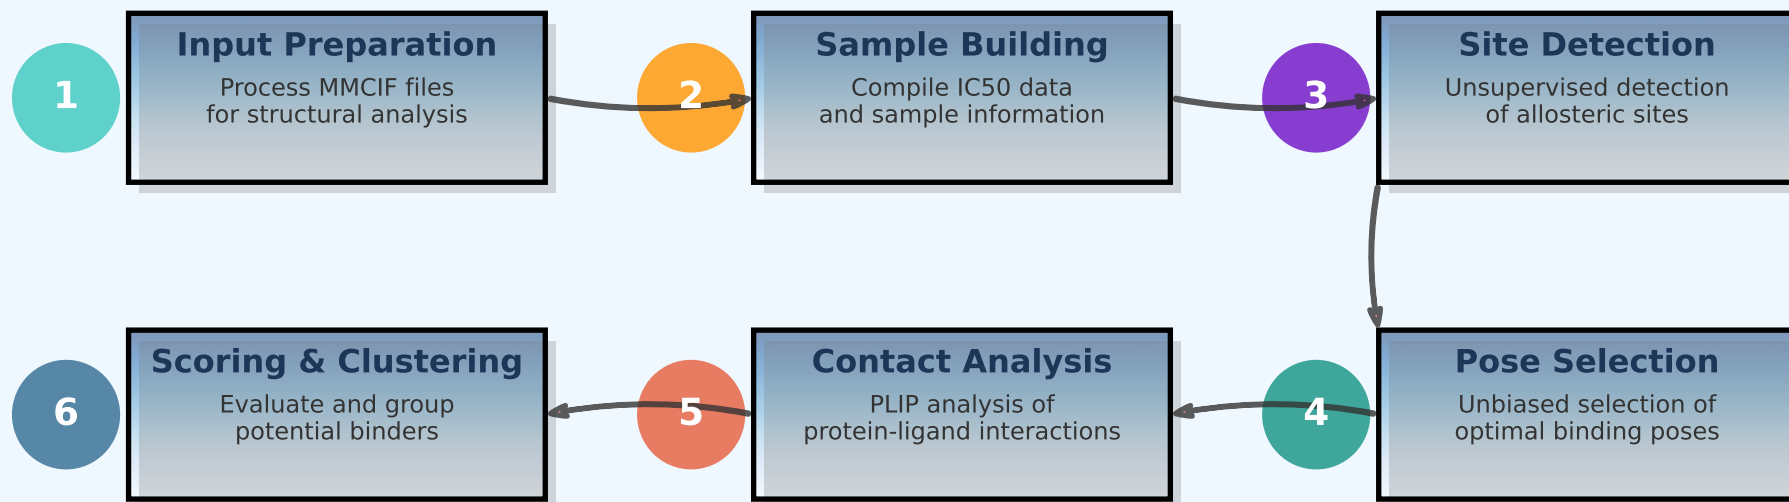 1
Input Preparation
Process MMCIF files
for structural analysis
2
Sample Building
Compile IC50 data
and sample information
3
Site Detection
Unsupervised detection
of allosteric sites
6
Scoring & Clustering
Evaluate and group
potential binders
5
Contact Analysis
PLIP analysis of
protein-ligand interactions
4
Pose Selection
Unbiased selection of
optimal binding poses